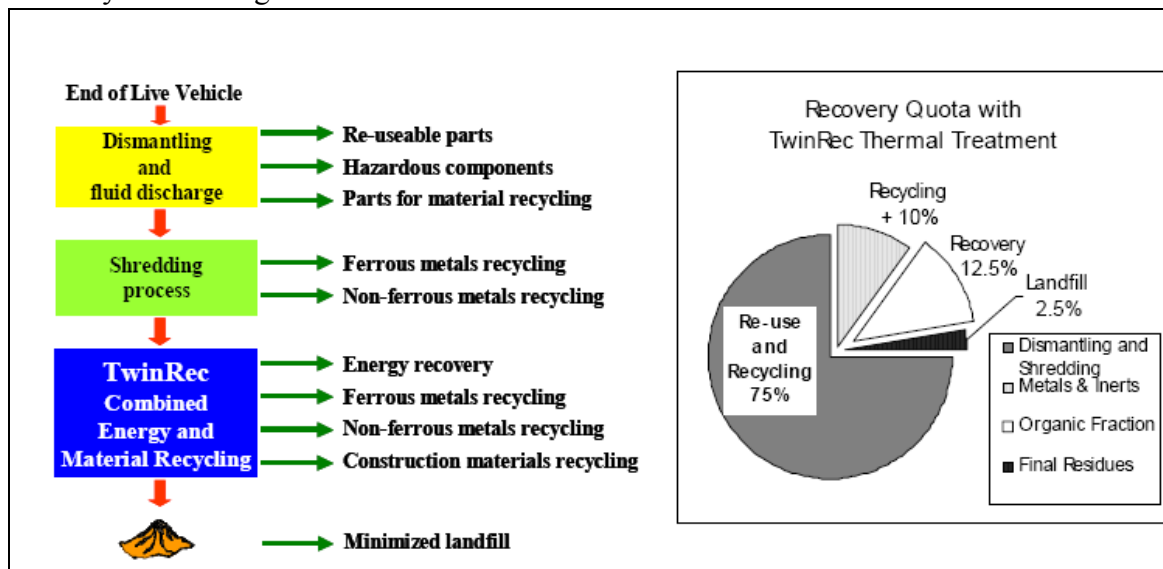 End of Live Vehicle
Dismantling
and
fluid discharge
Re-useable parts
Hazardous components
Parts for material recycling
Shredding
process
Ferrous metals recycling
Non-ferrous metals recycling
TwinRec
Combined
Energy and
Material Recycling
Energy recovery
Ferrous metals recycling
Non-ferrous metals recycling
Construction materials recycling
Minimized landfill
Recovery Quota with
TwinRec Thermal Treatment
Recycling
+ 10%
Recovery
12.5%
Landfill
2.5%
Re-use
and
Recycling
75%
Dismantling and
Shredding
Metals & Inerts
Organic Fraction
Final Residues